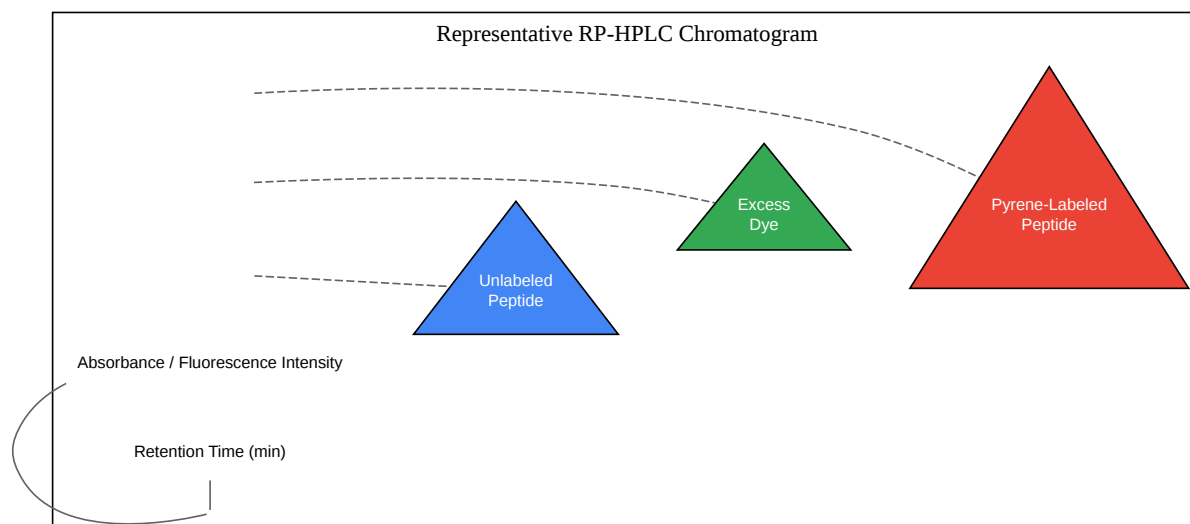 Representative RP-HPLC Chromatogram
Excess
Dye
Pyrene-Labeled
Peptide
Unlabeled
Peptide
Absorbance / Fluorescence Intensity
Retention Time (min)